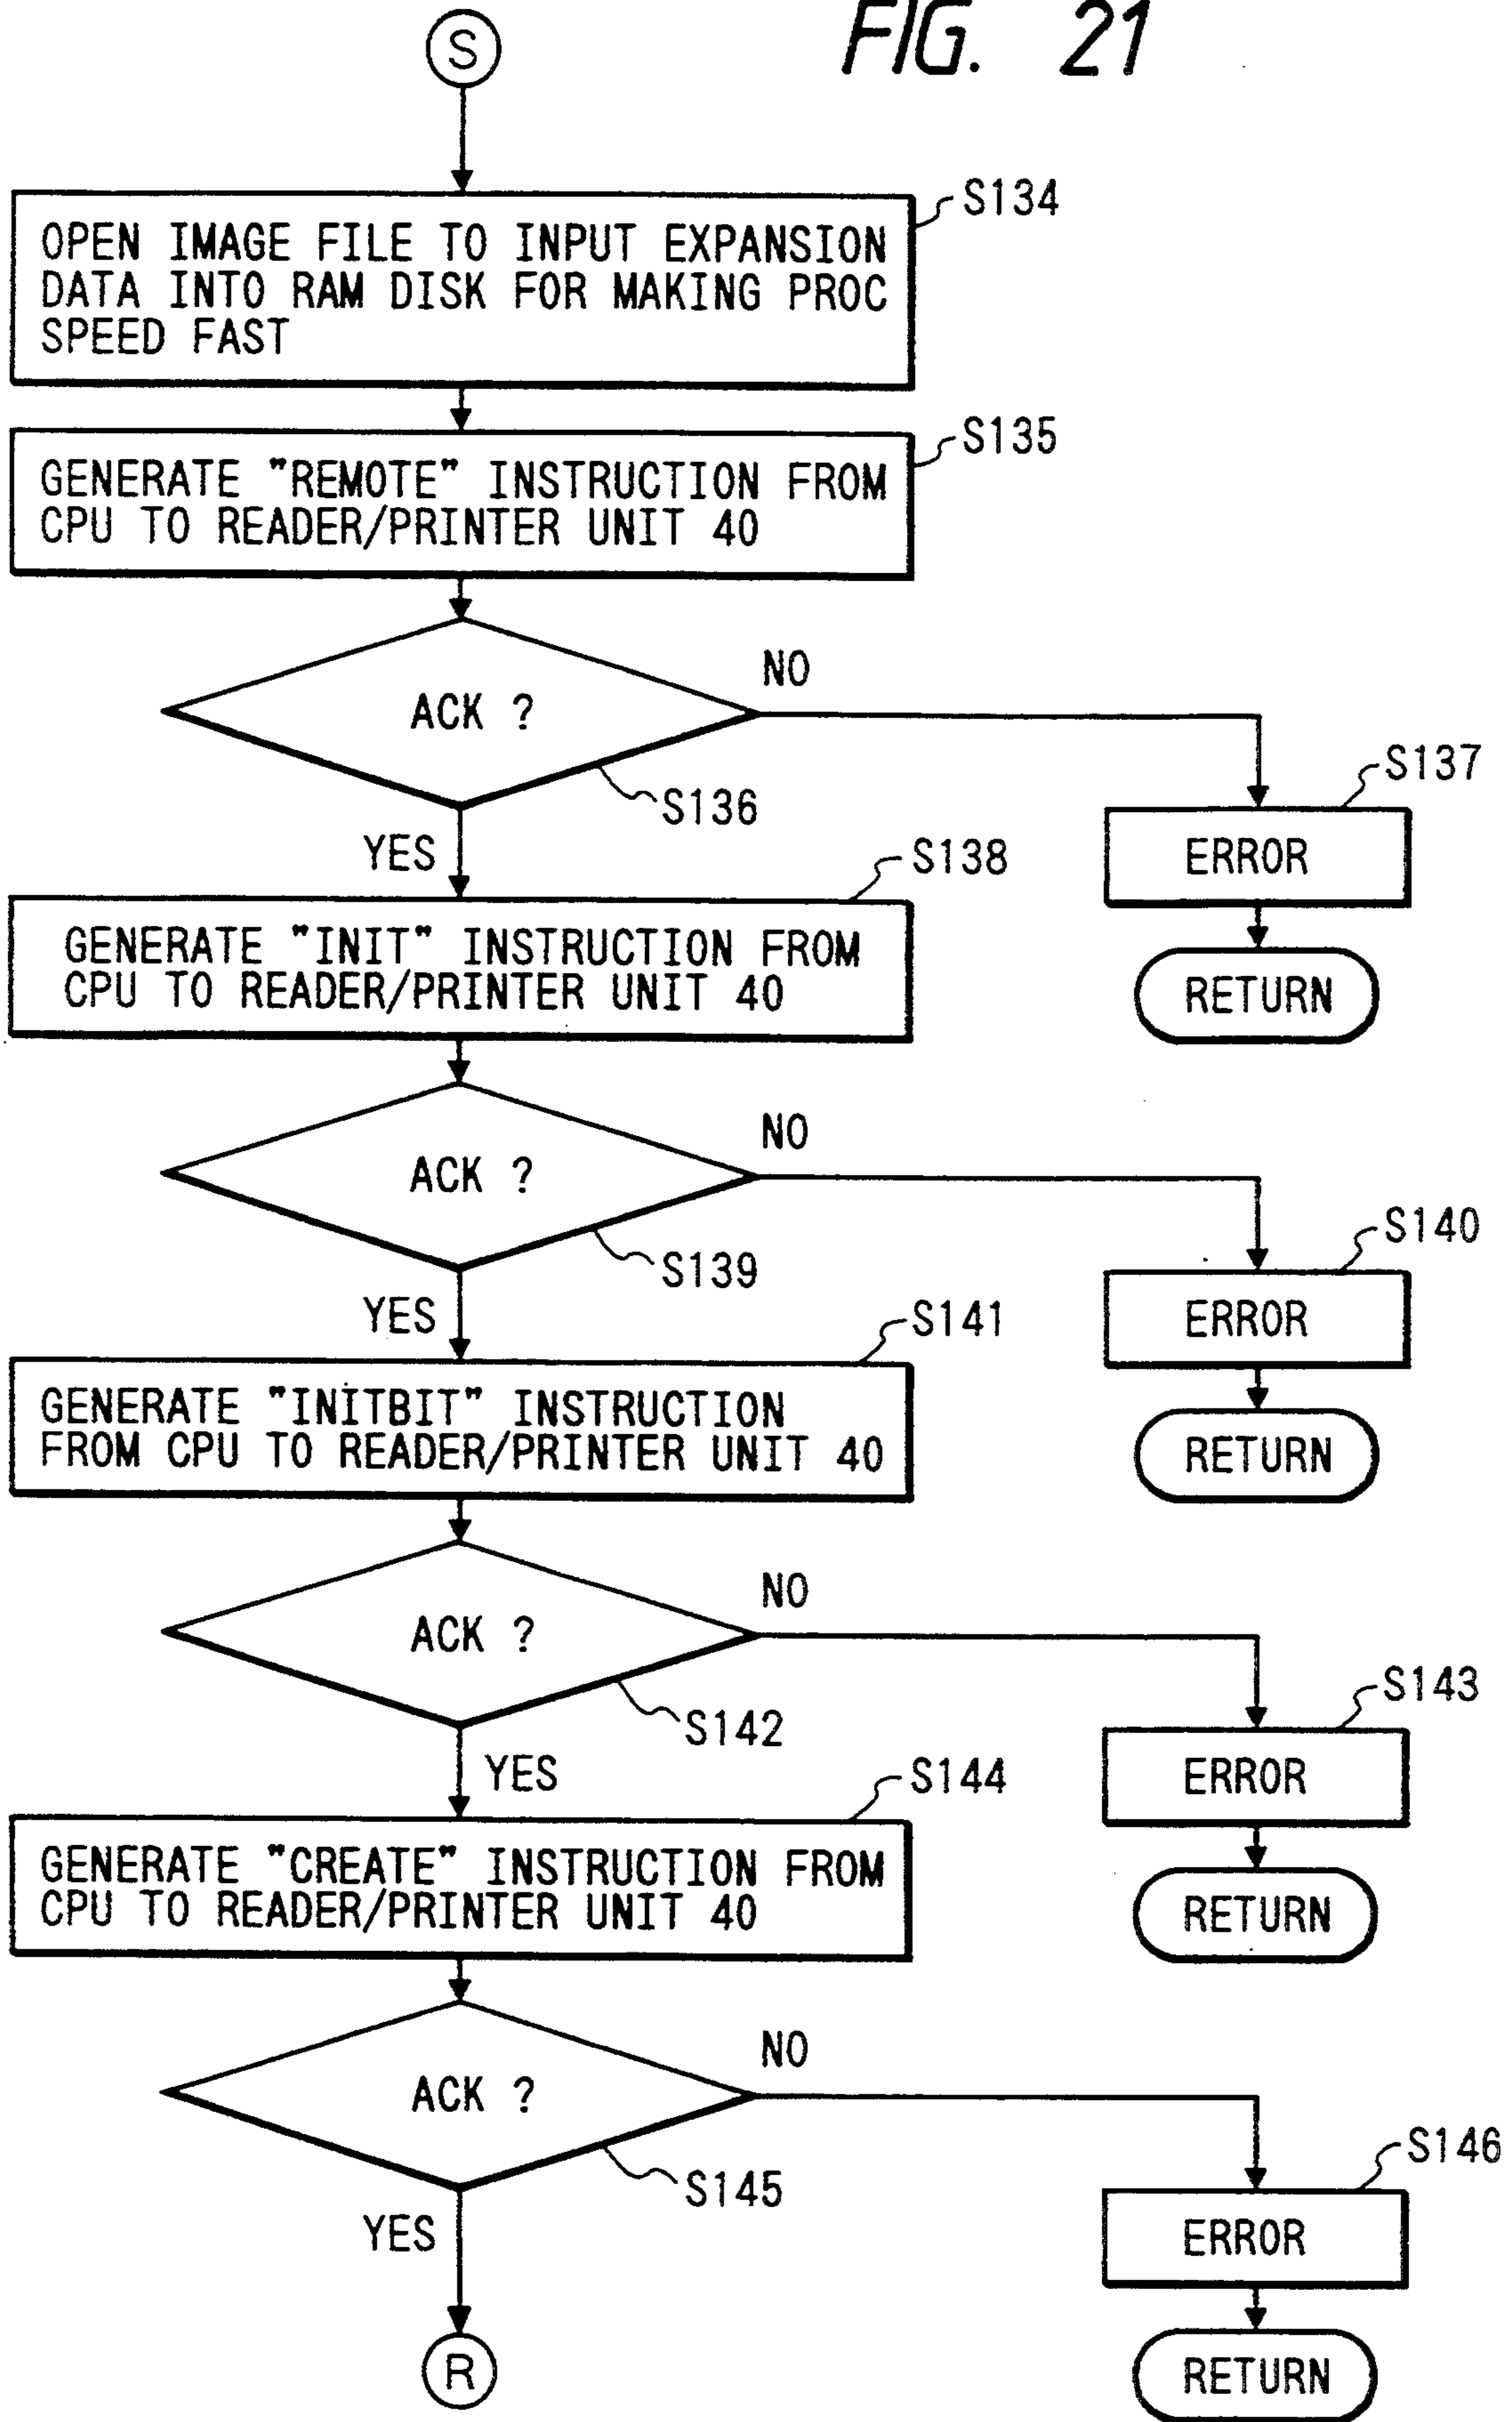 FIG. 21
S
S134
OPEN IMAGE FILE TO INPUT EXPANSION
DATA INTO RAM DISK FOR MAKING PROC
SPEED FAST
S135
GENERATE "REMOTE" INSTRUCTION FROM
CPU TO READER/PRINTER UNIT 40
NO
ACK ?
S136
S137
YES
ERROR
S138
GENERATE "INIT" INSTRUCTION FROM
CPU TO READER/PRINTER UNIT 40
RETURN
NO
ACK ?
S139
S140
YES
ERROR
S141
GENERATE "INITBIT" INSTRUCTION
FROM CPU TO READER/PRINTER UNIT 40
RETURN
NO
ACK ?
S142
S143
YES
ERROR
S144
GENERATE "CREATE" INSTRUCTION FROM
CPU TO READER/PRINTER UNIT 40
RETURN
NO
ACK ?
S145
S146
YES
ERROR
R
RETURN